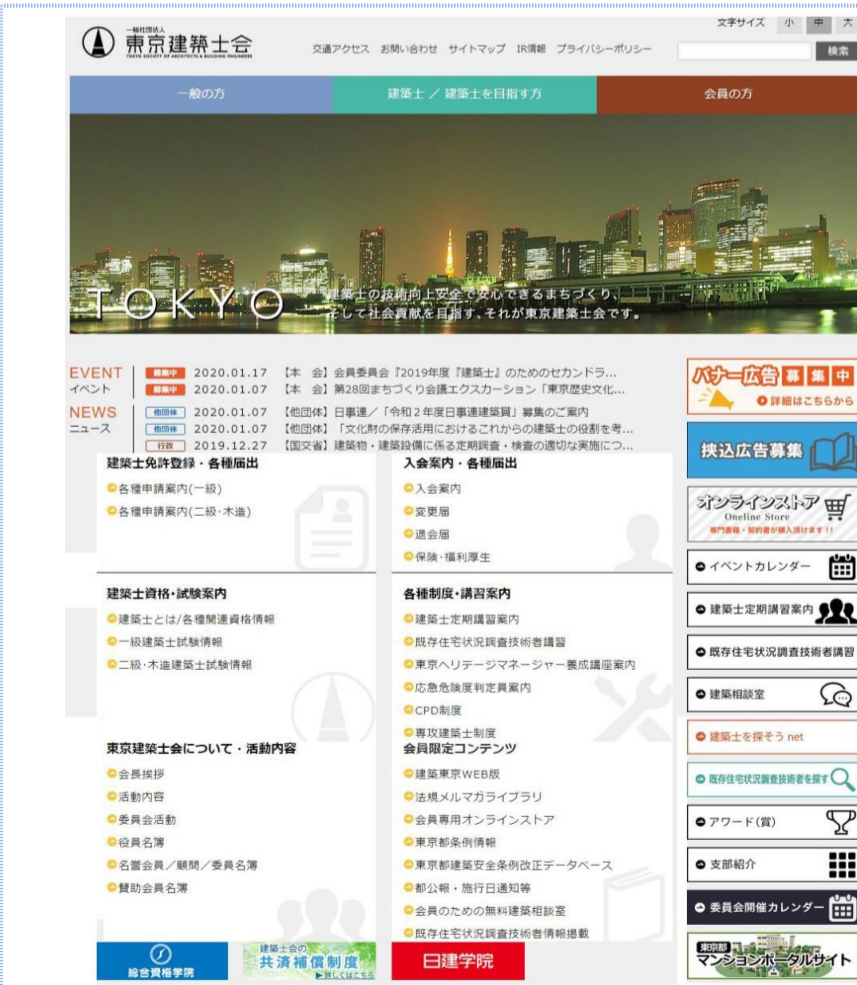 一般社団法人
東京建築士会
TOKYO SOCIETY OF ARCHITECTS & BUILDING ENGINEERS
文字サイズ 小 中 大
交通アクセス お問い合わせ サイトマップ IR情報 プライバシーポリシー
検索
一般の方 建築士 ／ 建築士を目指す方 会員の方
TOKYO
建築士の技術向上安全で安心できるまちづくり、
そして社会貢献を目指す、それが東京建築士会です。
EVENT
イベント
募集中 2020.01.17 【本　会】会員委員会『2019年度『建築士』のためのセカンドラ...
募集中 2020.01.07 【本　会】第28回まちづくり会議エクスカーション「東京歴史文化...
NEWS
ニュース
他団体 2020.01.07 【他団体】日事連／「令和２年度日事連建築賞」募集のご案内
他団体 2020.01.07 【他団体】「文化財の保存活用におけるこれからの建築士の役割を考...
行政 2019.12.27 【国交省】建築物・建築設備に係る定期調査・検査の適切な実施につ...
建築士免許登録・各種届出
各種申請案内(一級)
各種申請案内(二級･木造)
入会案内・各種届出
入会案内
変更届
退会届
保険･福利厚生
建築士資格･試験案内
建築士とは/各種関連資格情報
一級建築士試験情報
二級･木造建築士試験情報
各種制度･講習案内
建築士定期講習案内
既存住宅状況調査技術者講習
東京ヘリテージマネージャー養成講座案内
応急危険度判定員案内
CPD制度
専攻建築士制度
東京建築士会について・活動内容
会長挨拶
活動内容
委員会活動
役員名簿
名誉会員／顧問／委員名簿
賛助会員名簿
会員限定コンテンツ
建築東京WEB版
法規メルマガライブラリ
会員専用オンラインストア
東京都条例情報
東京都建築安全条例改正データベース
都公報・施行日通知等
会員のための無料建築相談室
既存住宅状況調査技術者情報掲載
総合資格学院
建築士会の
共済補償制度
▶詳しくはこちら
日建学院
バナー広告募集中
詳細はこちらから
挟込広告募集
オンラインストア
Oneline Store
専門書籍・契約書が購入頂けます!!
イベントカレンダー
建築士定期講習案内
既存住宅状況調査技術者講習
建築相談室
建築士を探そう net
既存住宅状況調査技術者を探す
アワード(賞)
支部紹介
委員会開催カレンダー
東京都
マンションポータルサイト